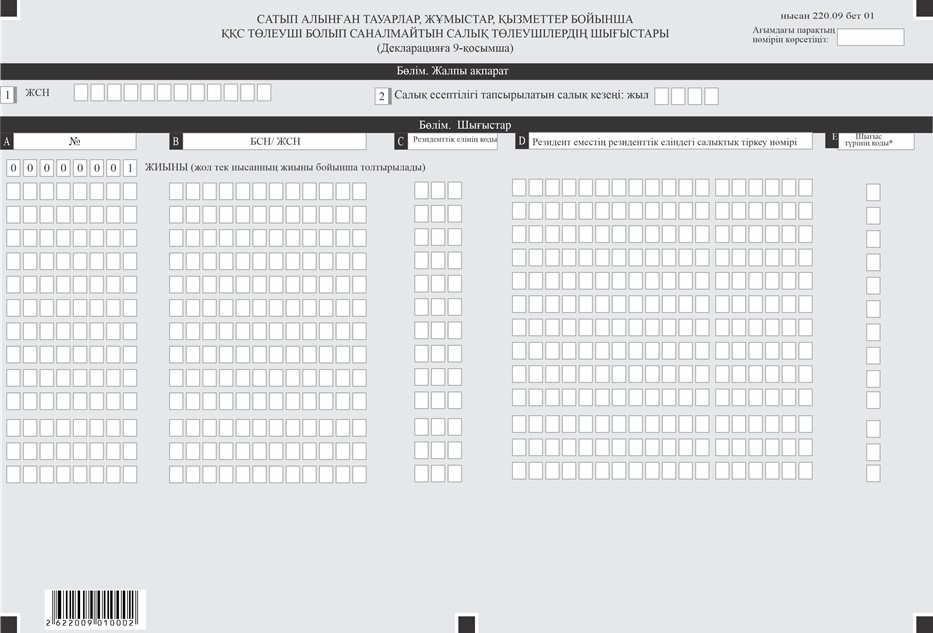 САТЫП АЛЫНҒАН ТАУАРЛАР, ЖҰМЫСТАР, ҚЫЗМЕТТЕР БОЙЫНША
ҚҚС ТӨЛЕУШІ БОЛЫП САНАЛМАЙТЫН САЛЫҚ ТӨЛЕУШІЛЕРДІҢ ШЫҒЫСТАРЫ
(Декларацияға 9-қосымша)
нысан 220.09 бет 01
Ағымдағы парақтың
нөмірін көрсетіңіз:
Бөлім. Жалпы ақпарат
1 ЖСН
2 Салық есептілігі тапсырылатын салық кезеңі: жыл
Бөлім. Шығыстар
A №
B БСН/ ЖСН
C Резиденттік елінің коды
D Резидент еместің резиденттік еліндегі салықтық тіркеу нөмірі
E Шығыс
түрінің коды*
0 0 0 0 0 0 0 1 ЖИЫНЫ (жол тек нысанның жиыны бойынша толтырылады)
2 622009 010002